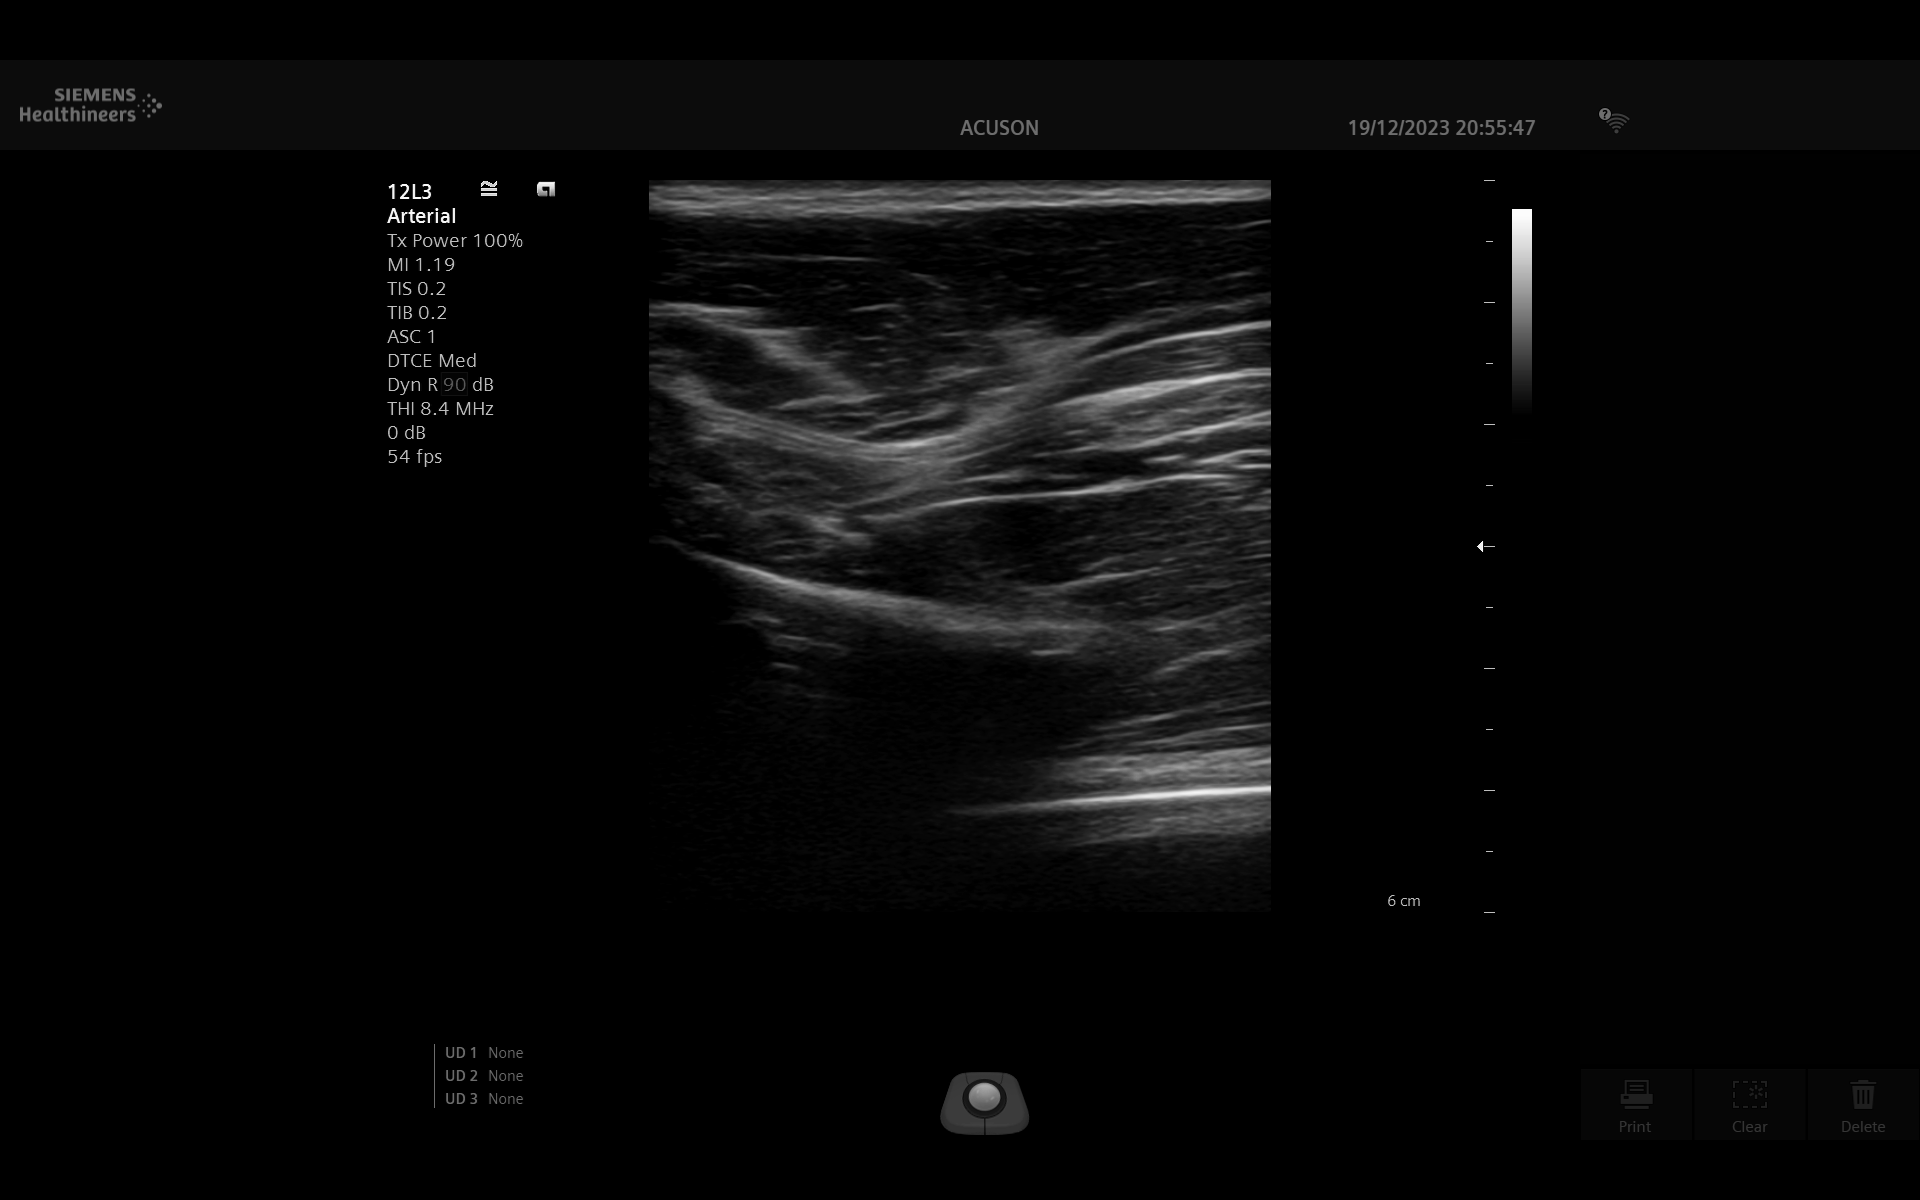 SIEMENS
Healthineers
ACUSON
19/12/2023 20:55:47
?
12L3
Arterial
Tx Power 100%
MI 1.19
TIS 0.2
TIB 0.2
ASC 1
DTCE Med
Dyn R 90 dB
THI 8.4 MHz
0 dB
54 fps
6 cm
UD 1 None
UD 2 None
UD 3 None
Print
Clear
Delete